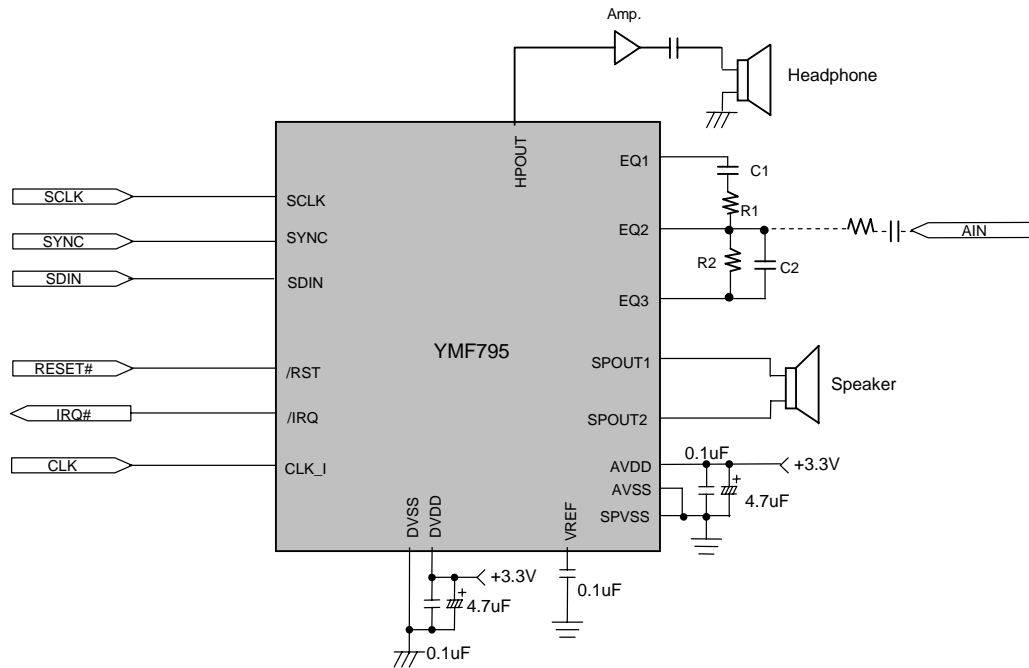 Amp.
Headphone
HPOUT
EQ1
C1
SCLK
SCLK
R1
EQ2
AIN
SYNC
SYNC
R2
C2
SDIN
SDIN
EQ3
YMF795
SPOUT1
RESET#
/RST
Speaker
IRQ#
/IRQ
SPOUT2
0.1uF
CLK
CLK_I
AVDD
+3.3V
AVSS
+
4.7uF
SPVSS
DVSS
DVDD
VREF
+3.3V
+
4.7uF
0.1uF
0.1uF